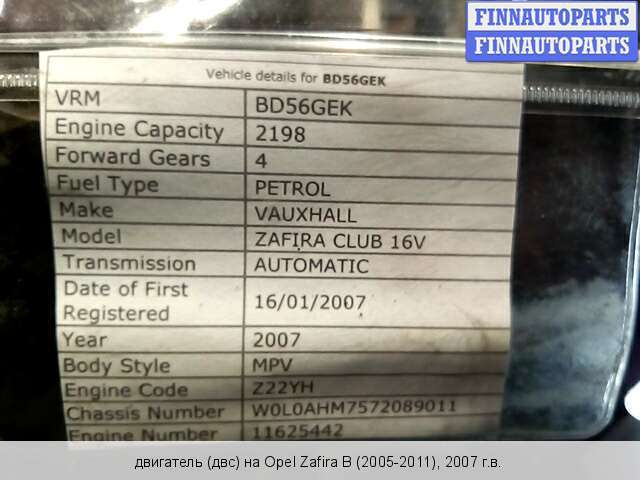 FINNAUTOPARTS
FINNAUTOPARTS
Vehicle details for BD56GEK
VRM BD56GEK
Engine Capacity 2198
Forward Gears 4
Fuel Type PETROL
Make VAUXHALL
Model ZAFIRA CLUB 16V
Transmission AUTOMATIC
Date of First
Registered 16/01/2007
Year 2007
Body Style MPV
Engine Code Z22YH
Chassis Number W0L0AHM7572089011
Engine Number 11625442
двигатель (двс) на Opel Zafira B (2005-2011), 2007 г.в.